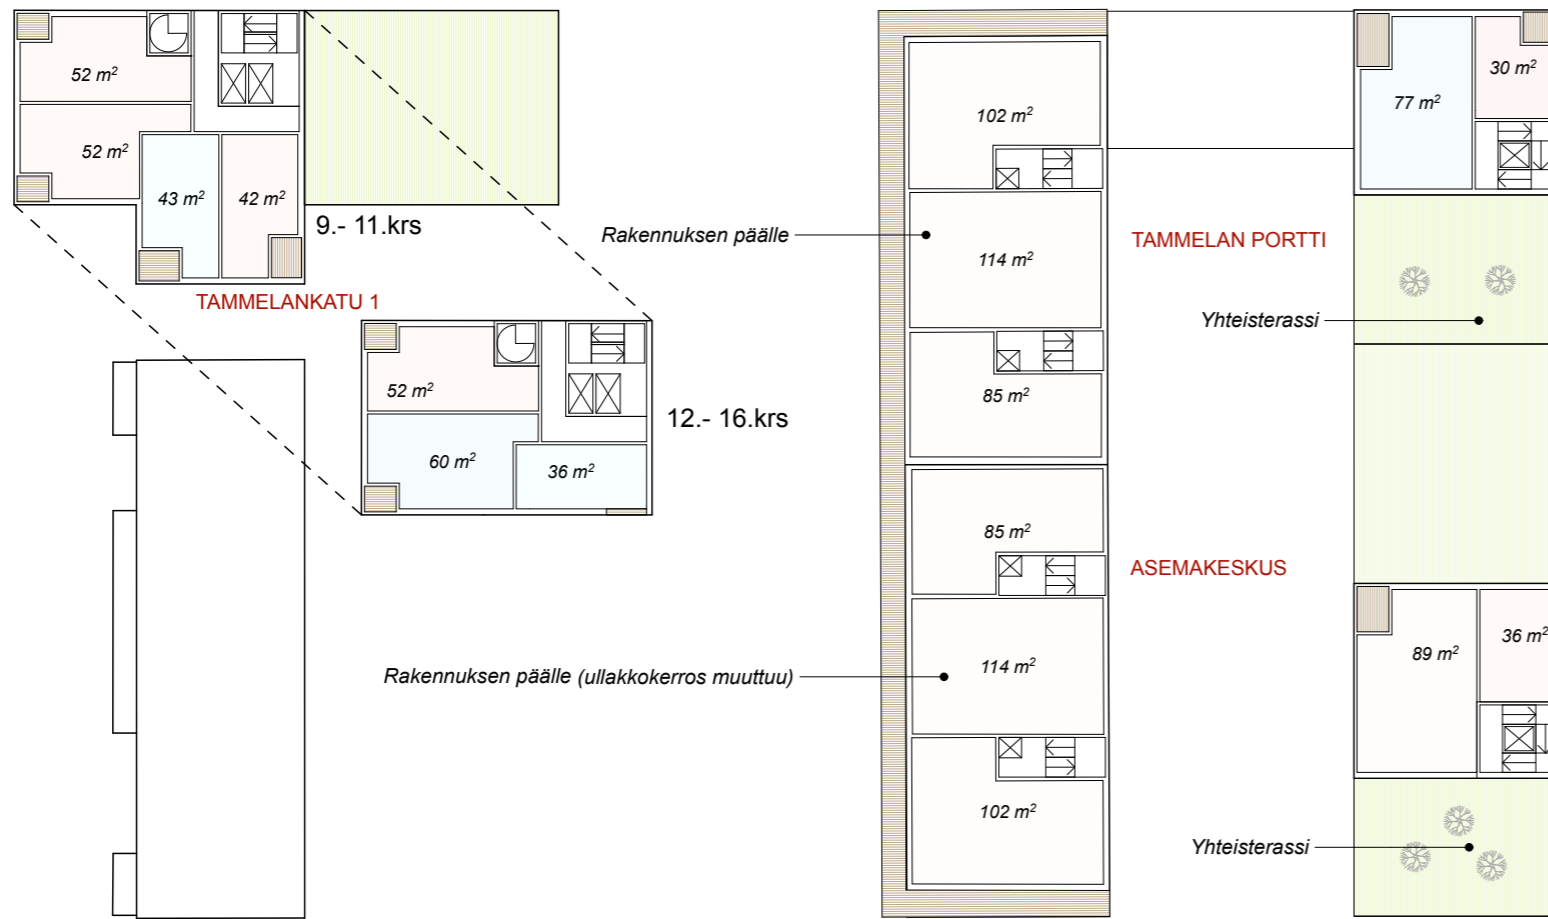 52 m²
52 m²
43 m²
42 m²
9.- 11.krs
TAMMELANKATU 1
52 m²
60 m²
36 m²
12.- 16.krs
102 m²
Rakennuksen päälle
114 m²
85 m²
85 m²
Rakennuksen päälle (ullakkokerros muuttuu)
114 m²
102 m²
TAMMELAN PORTTI
ASEMAKESKUS
77 m²
30 m²
Yhteisterassi
89 m²
36 m²
Yhteisterassi